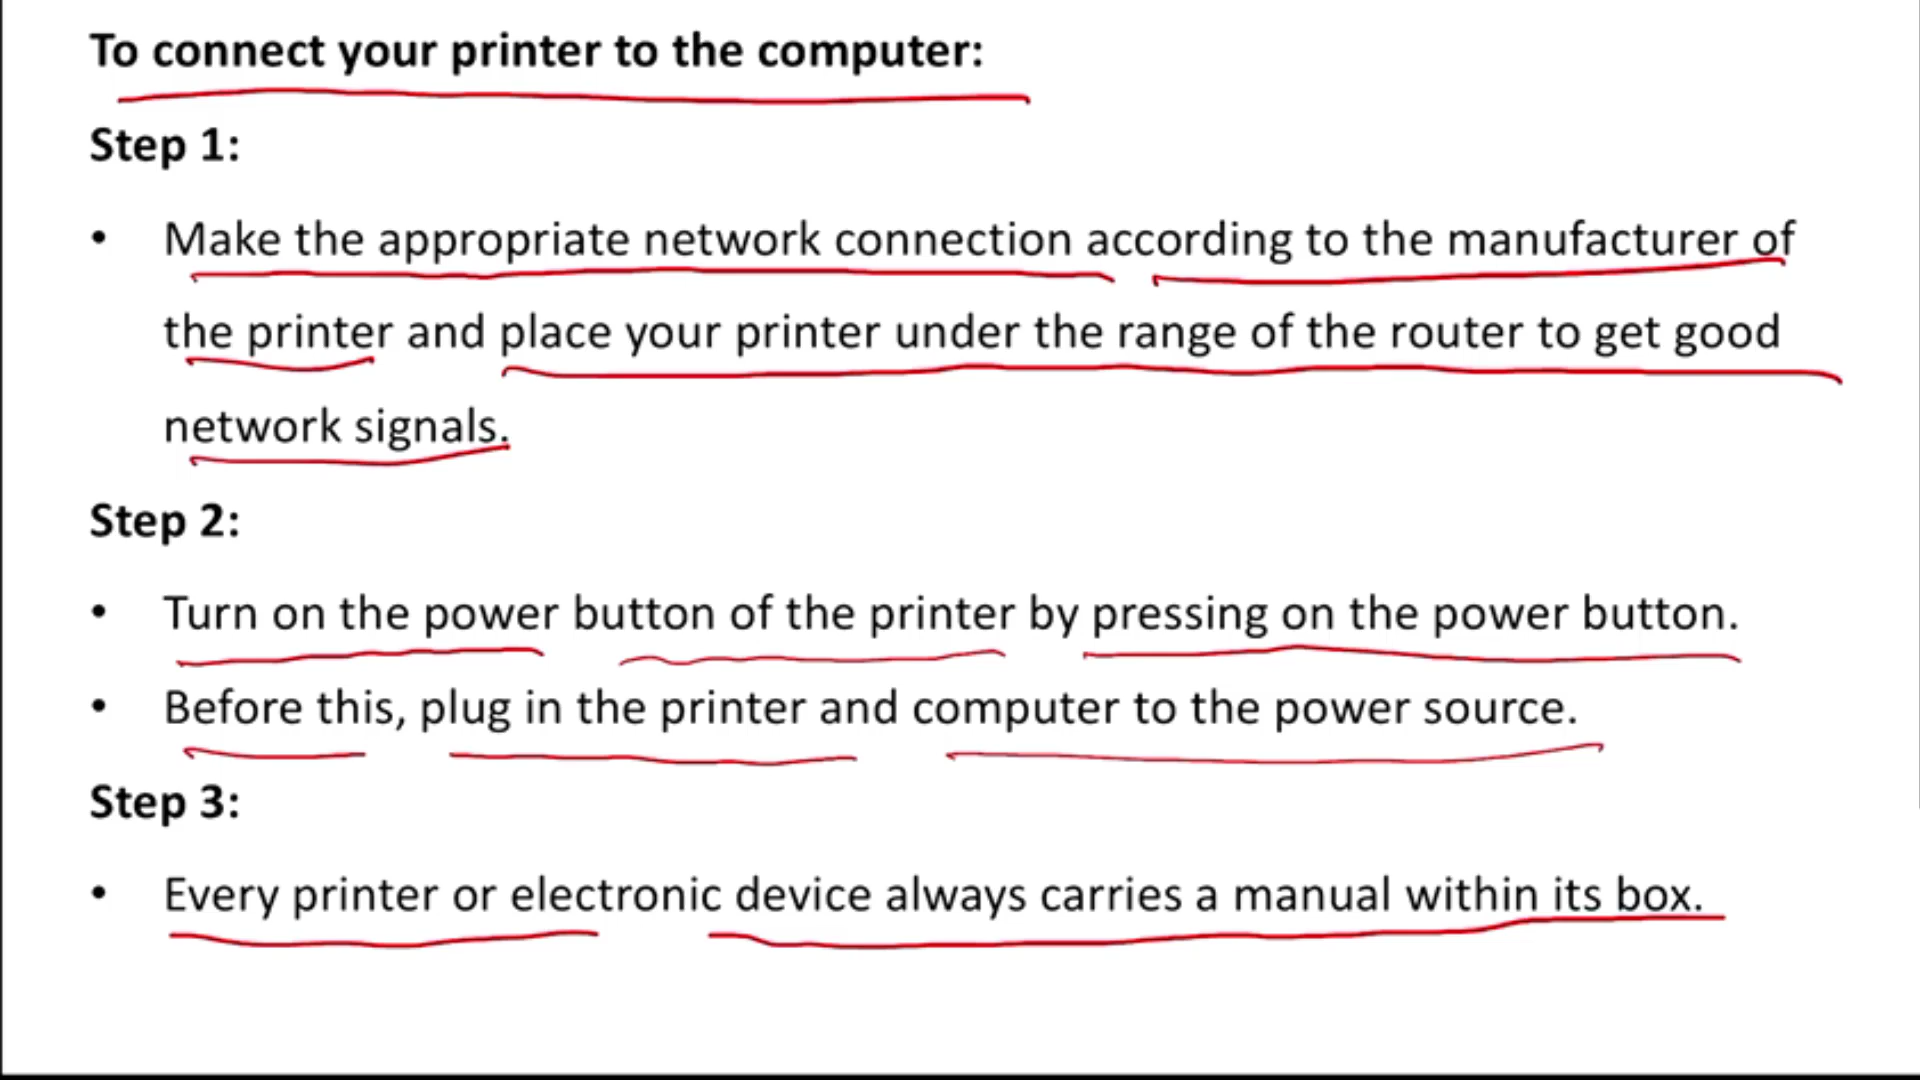 To connect your printer to the computer:
Step 1:
• Make the appropriate network connection according to the manufacturer of
the printer and place your printer under the range of the router to get good
network signals.
Step 2:
• Turn on the power button of the printer by pressing on the power button.
• Before this, plug in the printer and computer to the power source.
Step 3:
• Every printer or electronic device always carries a manual within its box.